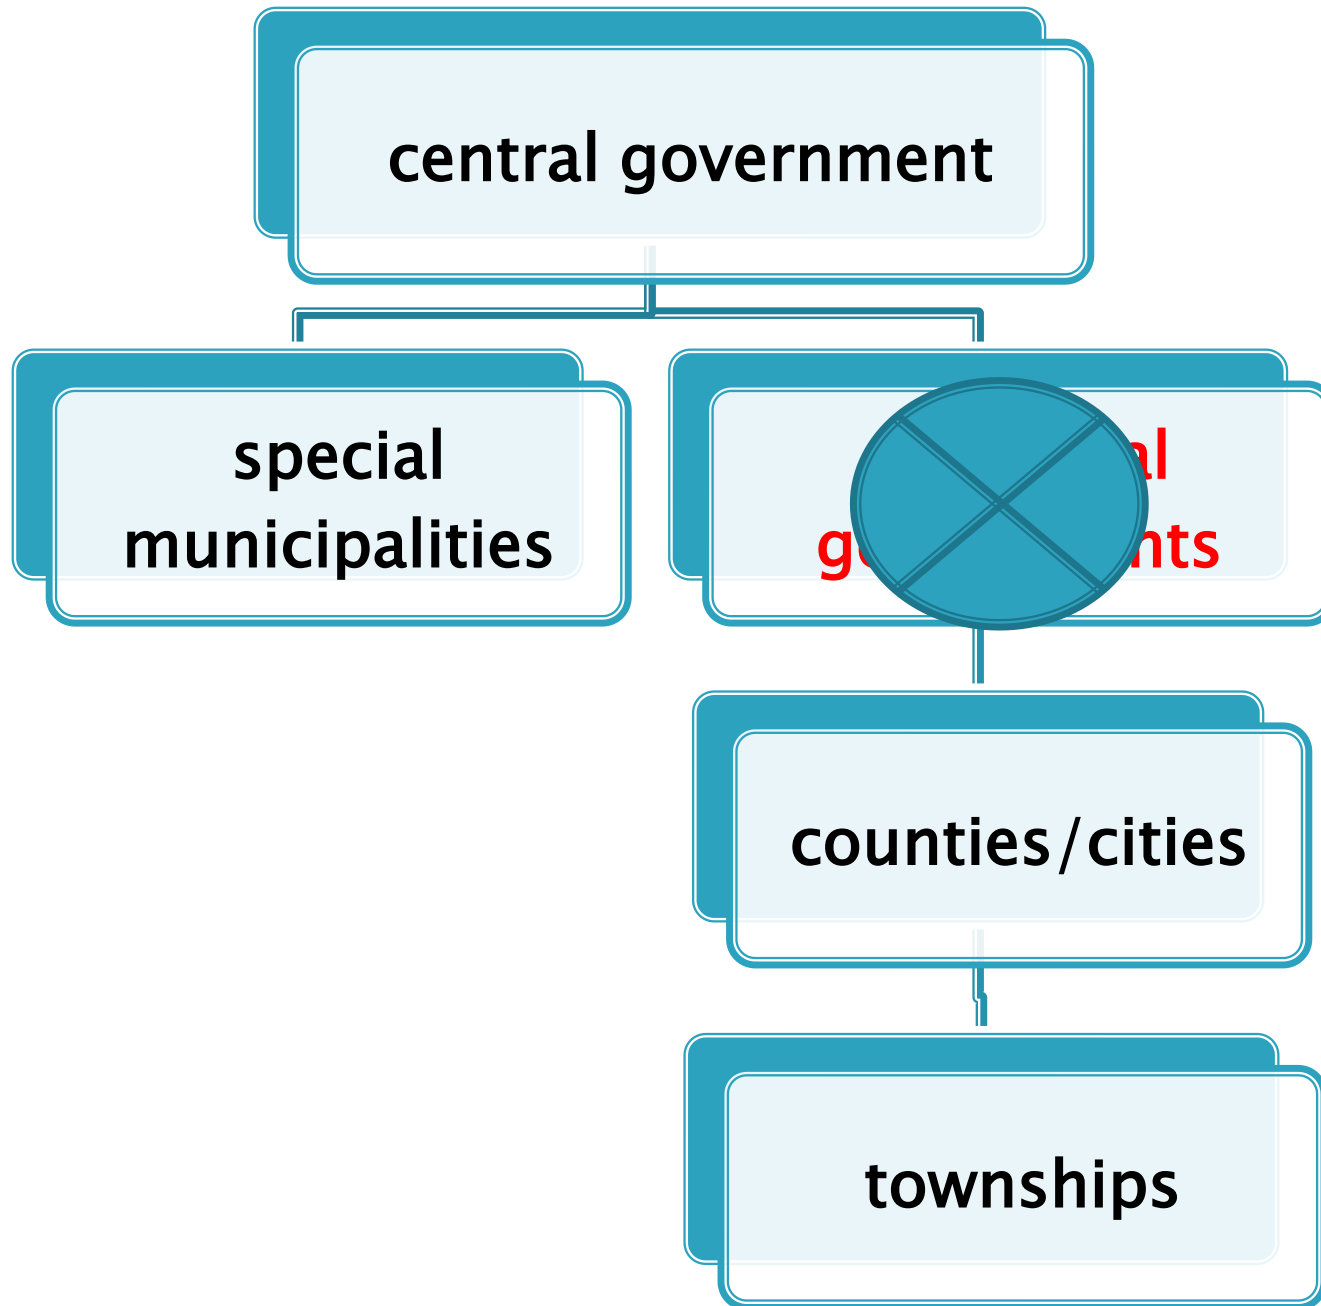 central government
special
municipalities
counties/cities
townships